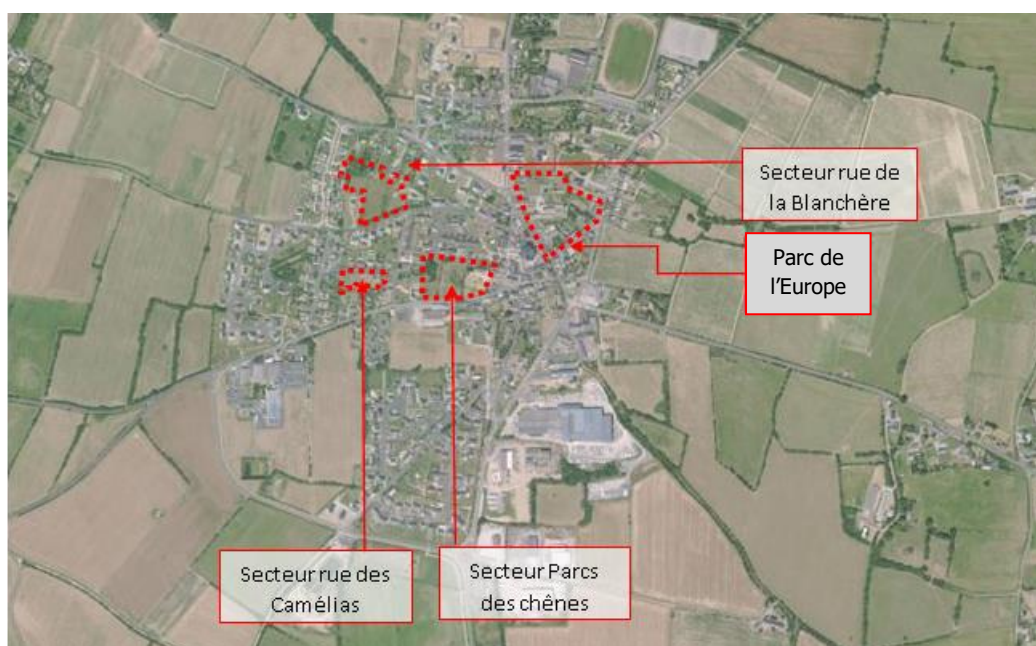 Secteur rue de
la Blanchère
Parc de
l'Europe
Secteur rue des
Camélias
Secteur Parcs
des chênes